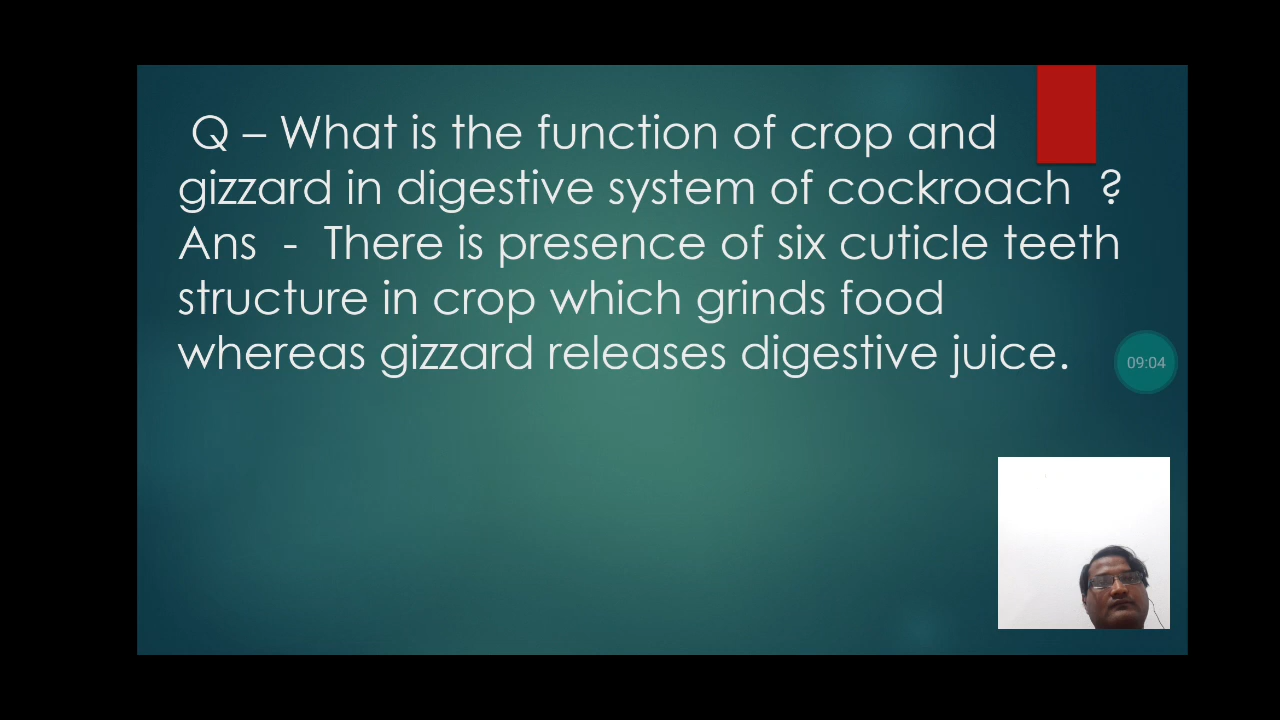 Q – What is the function of crop and
gizzard in digestive system of cockroach ?
Ans - There is presence of six cuticle teeth
structure in crop which grinds food
whereas gizzard releases digestive juice.
09:04